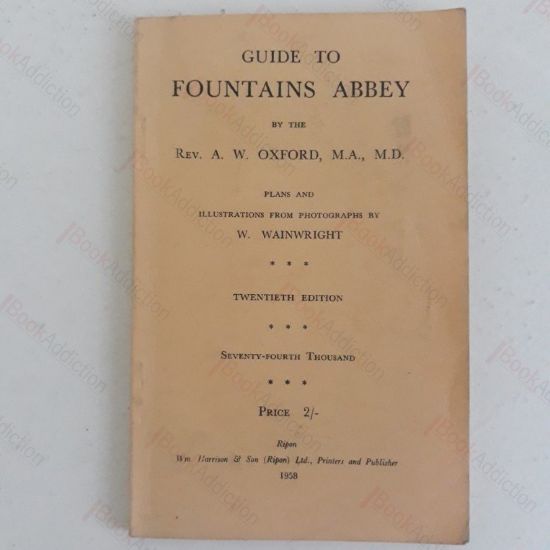 GUIDE TO
FOUNTAINS ABBEY
BY THE
REV. A. W. OXFORD, M.A., M.D.
PLANS AND
ILLUSTRATIONS FROM PHOTOGRAPHS BY
W. WAINWRIGHT
* * *
TWENTIETH EDITION
* * *
SEVENTY-FOURTH THOUSAND
* * *
PRICE 2/-
Ripon
Wm. Harrison & Son (Ripon) Ltd., Printers and Publisher
1958
BookAddiction